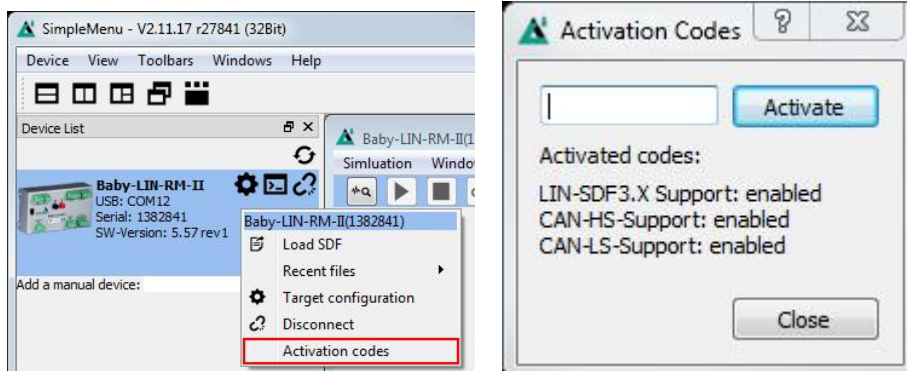 SimpleMenu - V2.11.17 r27841 (32Bit)
Device View Toolbars Windows Help
Device List
Baby-LIN-RM-II
USB: COM12
Serial: 1382841
SW-Version: 5.57 rev1
Add a manual device:
Baby-LIN-RM-II(1
Simluation Windo
Baby-LIN-RM-II(1382841)
Load SDF
Recent files
Target configuration
Disconnect
Activation codes
Activation Codes
Activate
Activated codes:
LIN-SDF3.X Support: enabled
CAN-HS-Support: enabled
CAN-LS-Support: enabled
Close